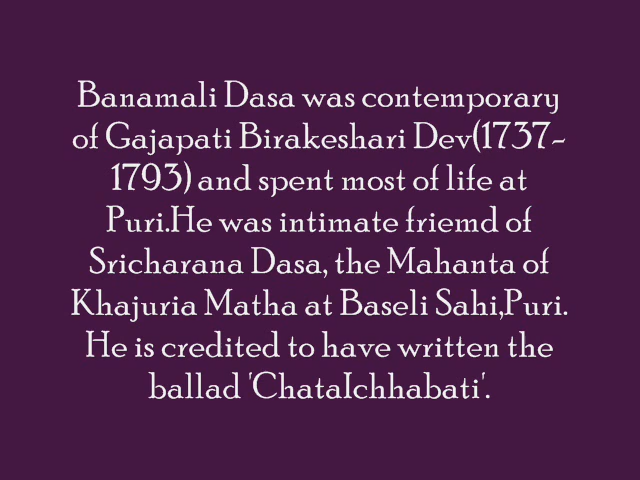 Banamali Dasa was contemporary
of Gajapati Birakeshari Dev(1737-
1793) and spent most of life at
Puri.He was intimate friemd of
Sricharana Dasa, the Mahanta of
Khajuria Matha at Baseli Sahi,Puri.
He is credited to have written the
ballad 'ChataIchhabati'.